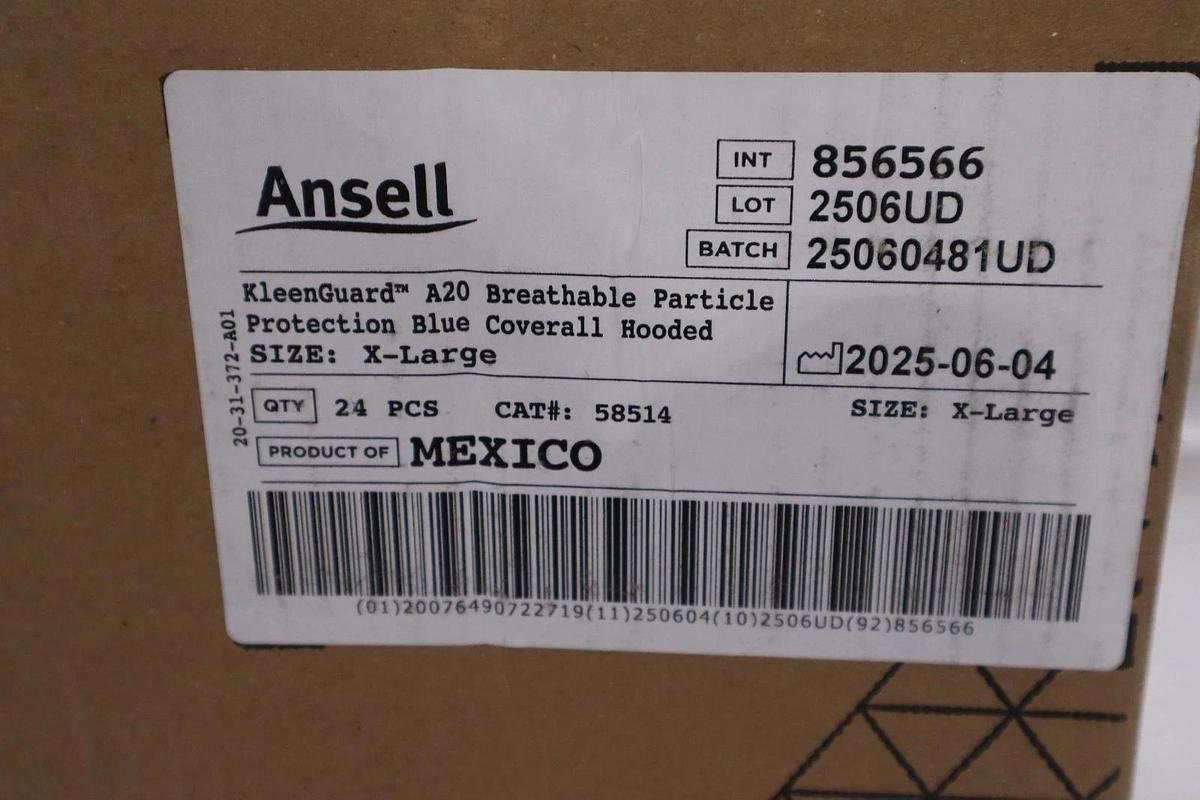 Ansell
INT 856566
LOT 2506UD
BATCH 25060481UD
KleenGuard™ A20 Breathable Particle
Protection Blue Coverall Hooded
SIZE: X-Large
2025-06-04
20-31-372-A01
QTY 24 PCS CAT#: 58514 SIZE: X-Large
PRODUCT OF MEXICO
(01)20076490722719(11)250604(10)2506UD(92)856566